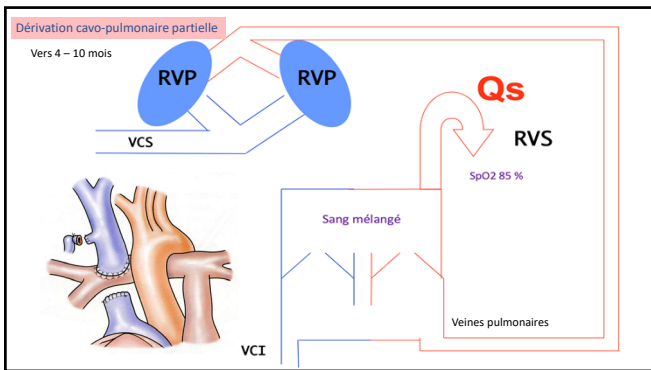 Dérivation cavo-pulmonaire partielle
Vers 4 – 10 mois
RVP
RVP
Qs
RVS
VCS
SpO2 85 %
Sang mélangé
Veines pulmonaires
VCI